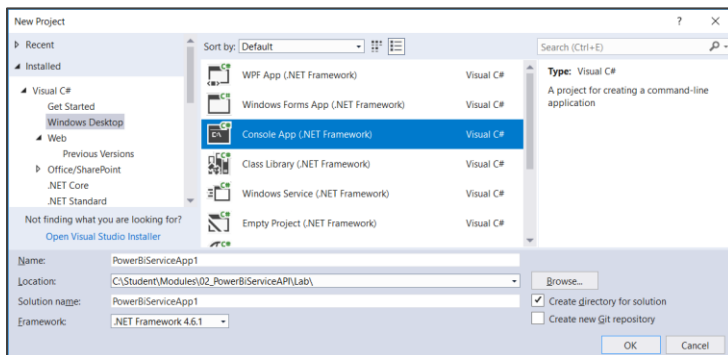 New Project
? ×
Recent
Installed
Visual C#
Get Started
Windows Desktop
Web
Previous Versions
Office/SharePoint
.NET Core
.NET Standard
Not finding what you are looking for?
Open Visual Studio Installer
Sort by: Default
Search (Ctrl+E)
WPF App (.NET Framework) Visual C#
Windows Forms App (.NET Framework) Visual C#
Console App (.NET Framework) Visual C#
Class Library (.NET Framework) Visual C#
Windows Service (.NET Framework) Visual C#
Empty Project (.NET Framework) Visual C#
Type: Visual C#
A project for creating a command-line
application
Name: PowerBiServiceApp1
Location: C:\Student\Modules\02_PowerBiServiceAPI\Lab\ Browse...
Solution name: PowerBiServiceApp1
Create directory for solution
Framework: .NET Framework 4.6.1
Create new Git repository
OK Cancel